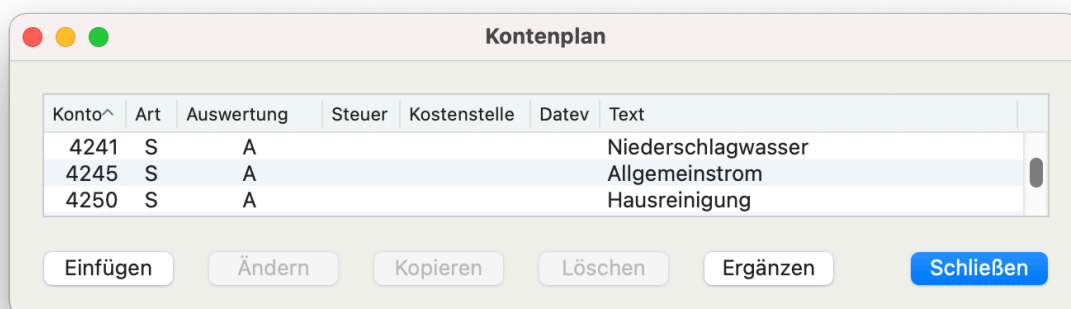 Kontenplan
Konto Art Auswertung Steuer Kostenstelle Datev Text
4241 S A Niederschlagwasser
4245 S A Allgemeinstrom
4250 S A Hausreinigung
Einfügen Ändern Kopieren Löschen Ergänzen Schließen